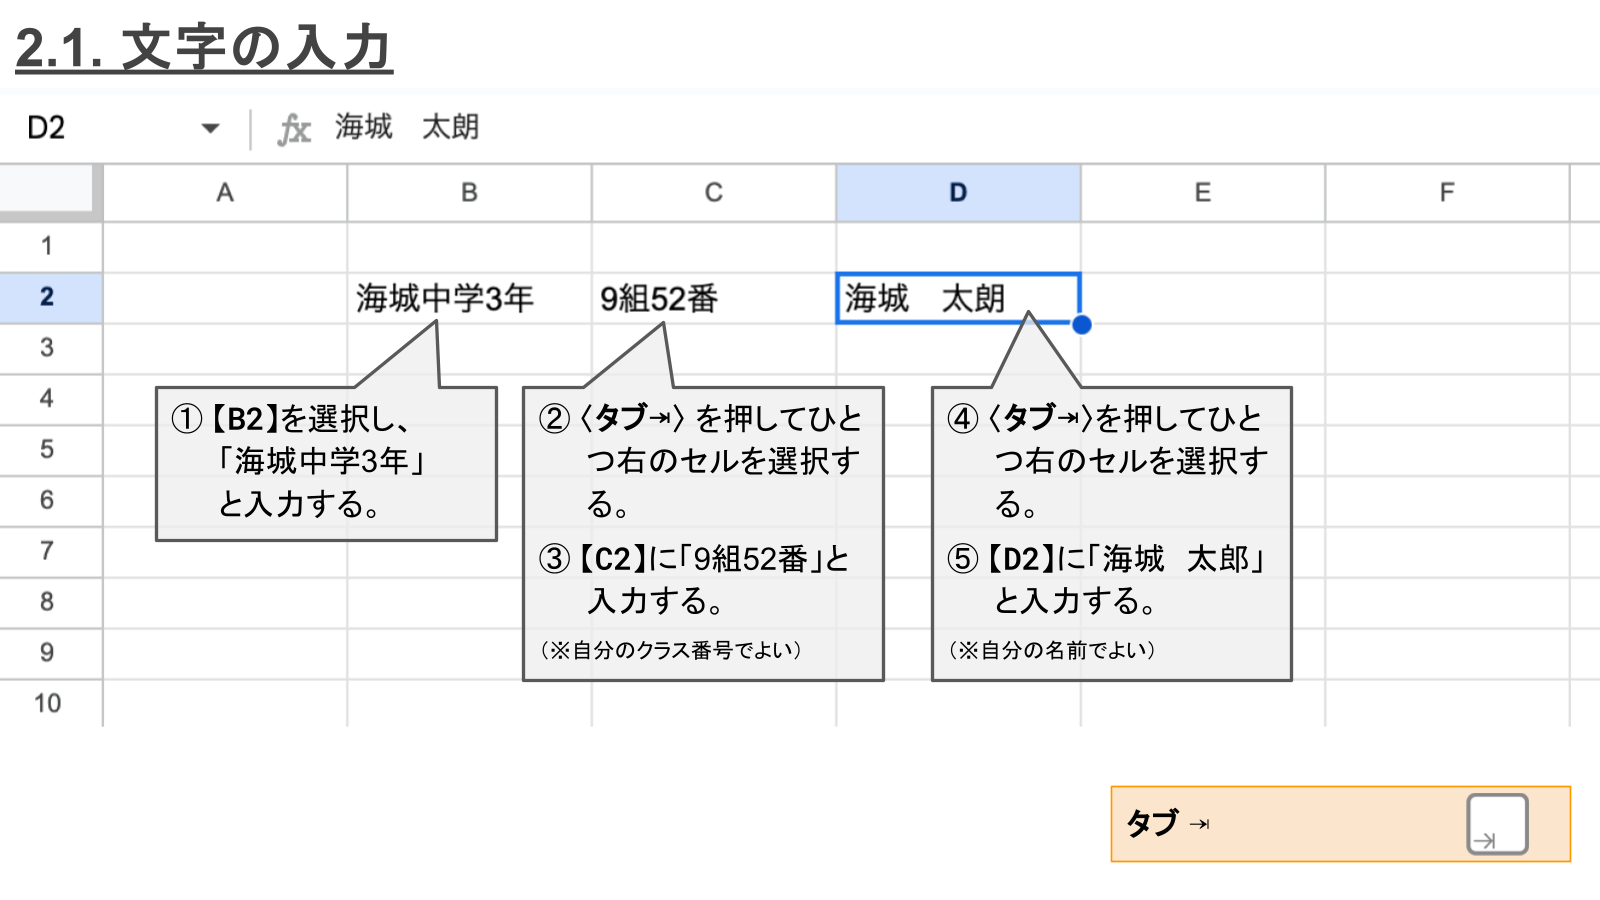 2.1. 文字の入力
D2 fx 海城　太朗
A B C D E F
1
2 海城中学3年 9組52番 海城　太朗
3
4
5
6
7
8
9
10
①【B2】を選択し、
「海城中学3年」
と入力する。
②〈タブ⇥〉を押してひと
つ右のセルを選択す
る。
③【C2】に「9組52番」と
入力する。
（※自分のクラス番号でよい）
④〈タブ⇥〉を押してひと
つ右のセルを選択す
る。
⑤【D2】に「海城　太郎」
と入力する。
（※自分の名前でよい）
タブ ⇥ ⇥